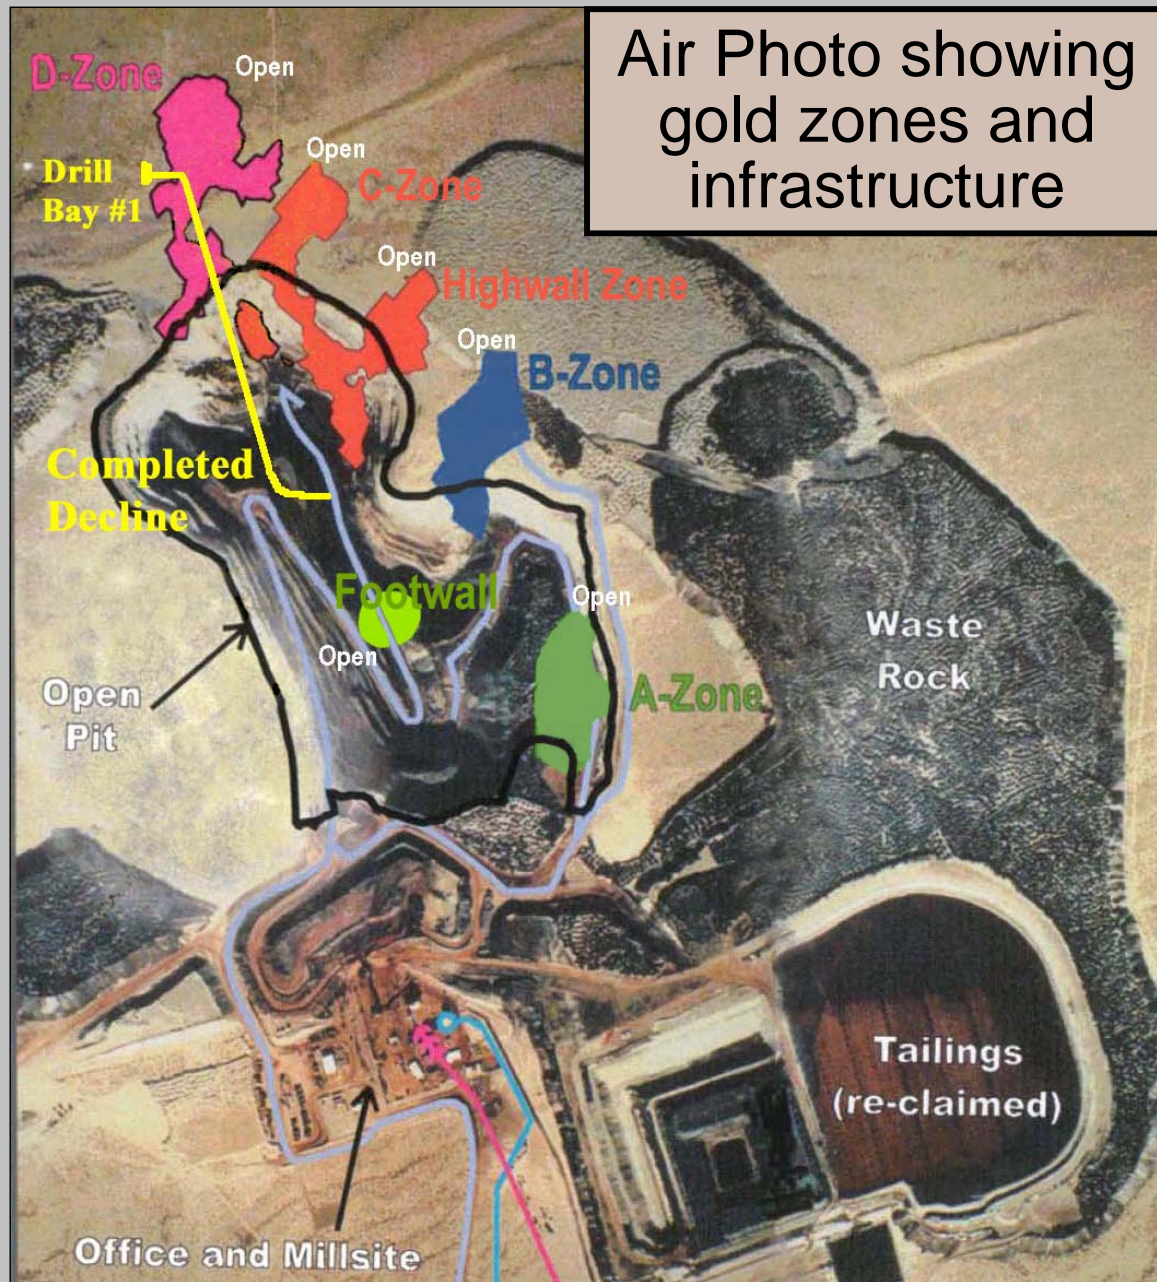 Air Photo showing
gold zones and
infrastructure
D-Zone
Open
Drill
Bay #1
Open
C-Zone
Open
Highwall Zone
Open
B-Zone
Completed
Decline
Footwall
Open
Open
A-Zone
Open
Pit
Waste
Rock
Tailings
(re-claimed)
Office and Millsite